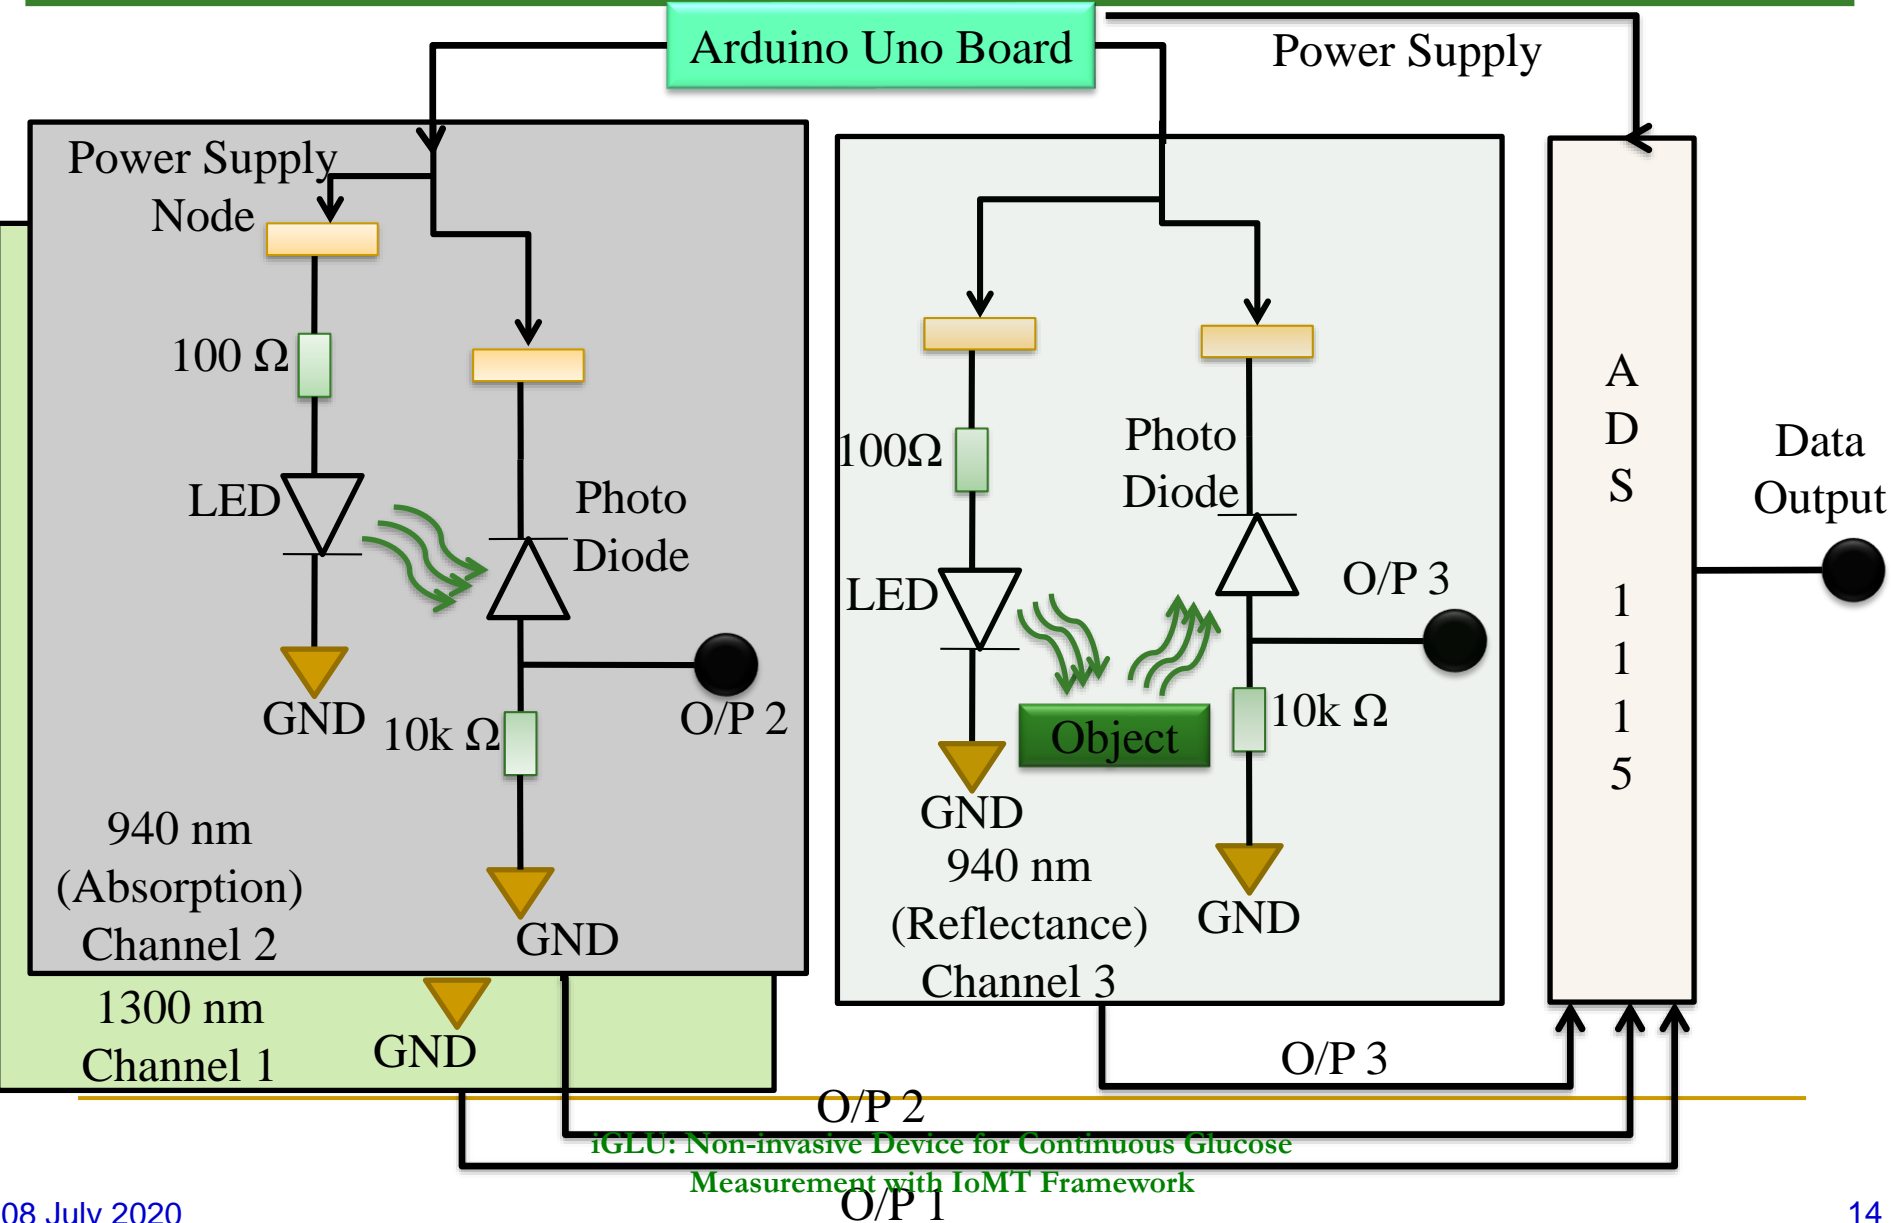 Arduino Uno Board
Power Supply
Power Supply
Node
100 Ω
LED
Photo
Diode
GND
10k Ω
O/P 2
GND
940 nm
(Absorption)
Channel 2
1300 nm
Channel 1
GND
100Ω
LED
Photo
Diode
O/P 3
Object
10k Ω
GND
GND
940 nm
(Reflectance)
Channel 3
A
D
S
1
1
1
5
Data
Output
O/P 3
O/P 2
iGLU: Non-invasive Device for Continuous Glucose
Measurement with IoMT Framework
O/P 1
08 July 2020
14